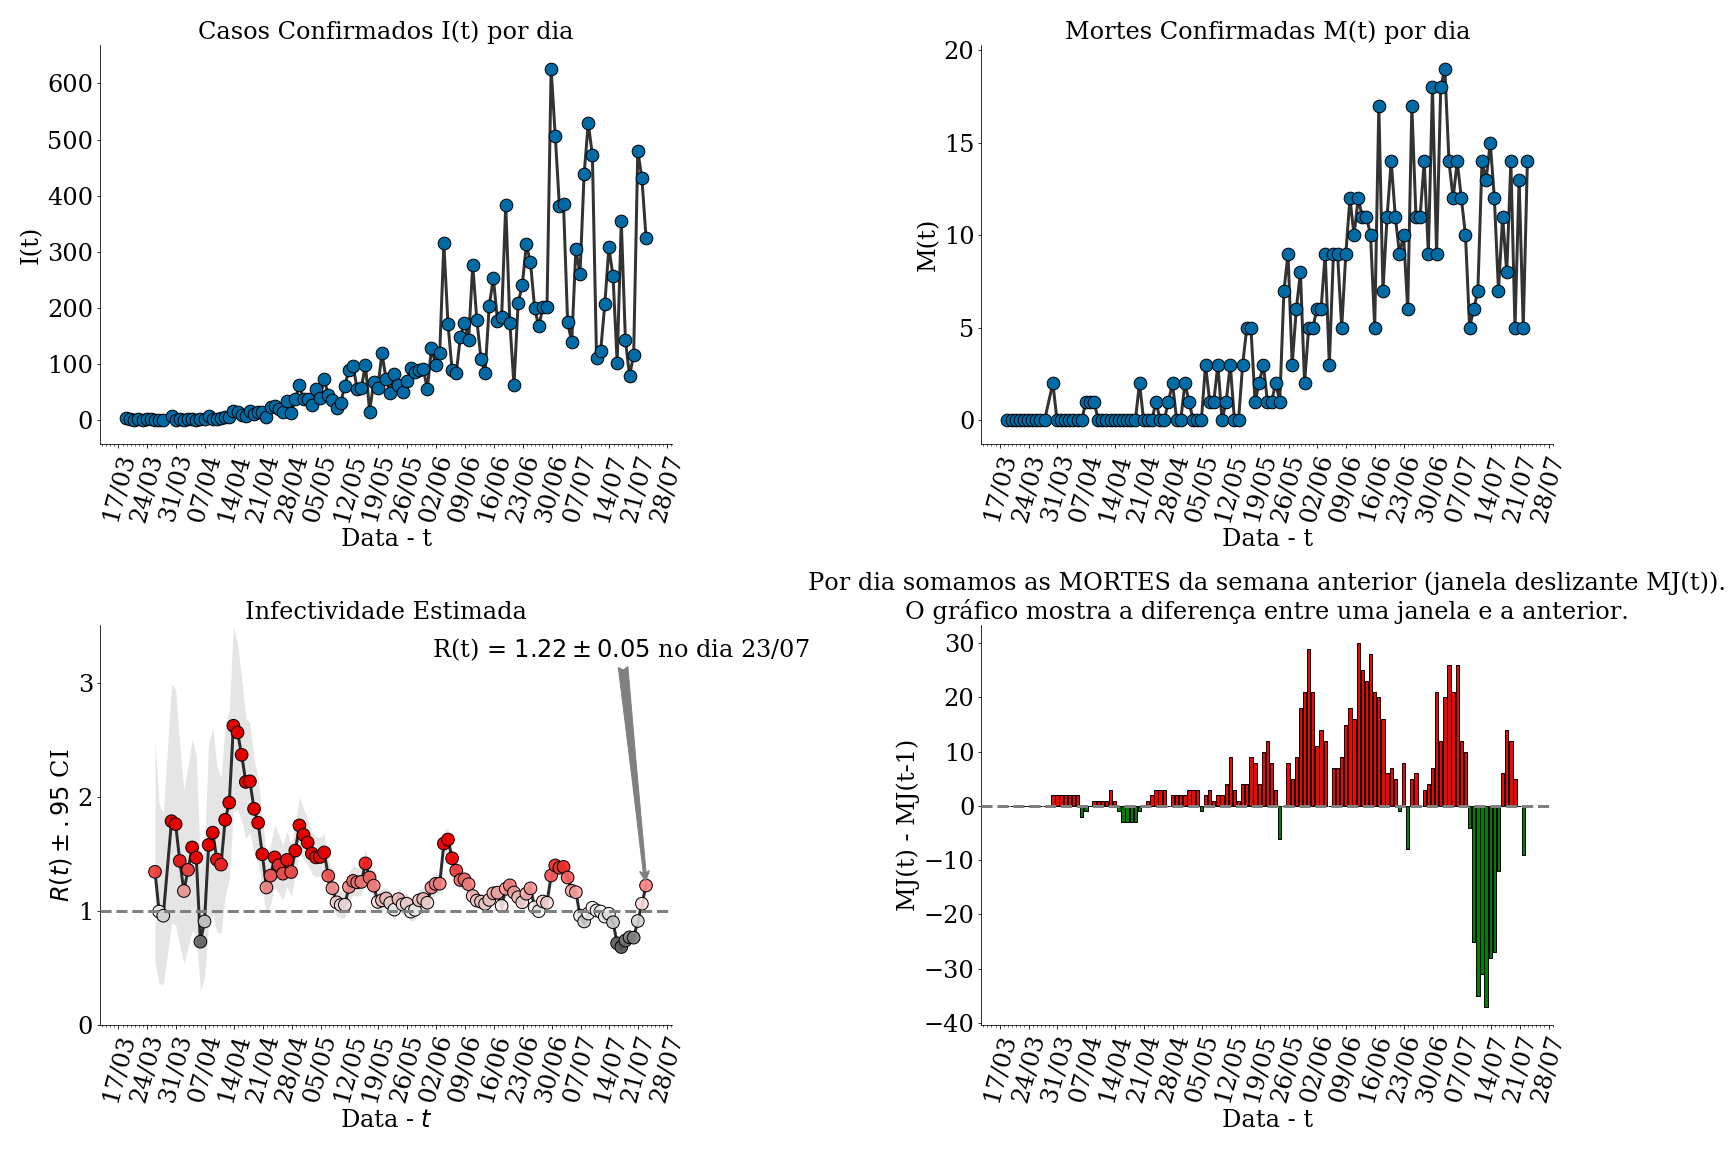 Casos Confirmados I(t) por dia
I(t)
600
500
400
300
200
100
0
17/03 24/03 31/03 07/04 14/04 21/04 28/04 05/05 12/05 19/05 26/05 02/06 09/06 16/06 23/06 30/06 07/07 14/07 21/07 28/07
Data - t
Mortes Confirmadas M(t) por dia
M(t)
20
15
10
5
0
17/03 24/03 31/03 07/04 14/04 21/04 28/04 05/05 12/05 19/05 26/05 02/06 09/06 16/06 23/06 30/06 07/07 14/07 21/07 28/07
Data - t
Infectividade Estimada
R(t) = 1.22 ± 0.05 no dia 23/07
R(t) ± .95 CI
3
2
1
0
17/03 24/03 31/03 07/04 14/04 21/04 28/04 05/05 12/05 19/05 26/05 02/06 09/06 16/06 23/06 30/06 07/07 14/07 21/07 28/07
Data - t
Por dia somamos as MORTES da semana anterior (janela deslizante MJ(t)).
O gráfico mostra a diferença entre uma janela e a anterior.
MJ(t) - MJ(t-1)
30
20
10
0
−10
−20
−30
−40
17/03 24/03 31/03 07/04 14/04 21/04 28/04 05/05 12/05 19/05 26/05 02/06 09/06 16/06 23/06 30/06 07/07 14/07 21/07 28/07
Data - t